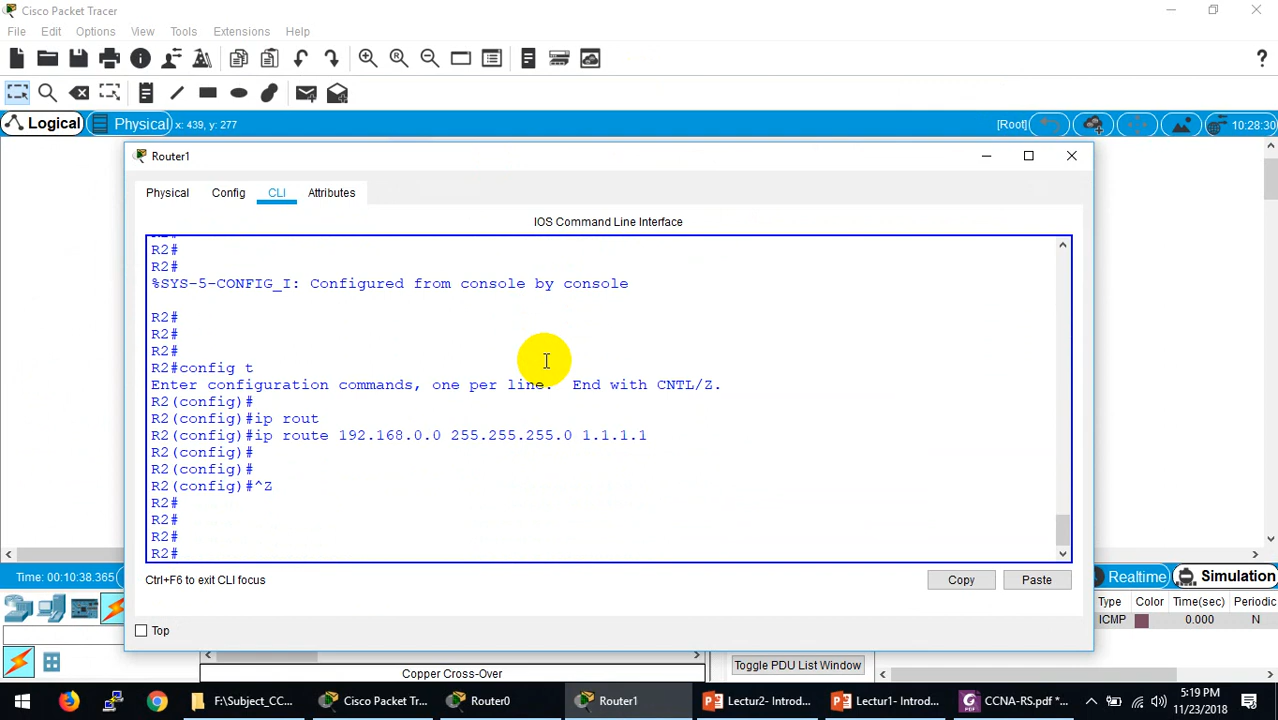 Cisco Packet Tracer
File Edit Options View Tools Extensions Help
Logical Physical x: 439, y: 277 [Root] 10:28:30
Router1
Physical Config CLI Attributes
IOS Command Line Interface
R2#
R2#
%SYS-5-CONFIG_I: Configured from console by console
R2#
R2#
R2#
R2#config t
Enter configuration commands, one per line. End with CNTL/Z.
R2(config)#
R2(config)#ip rout
R2(config)#ip route 192.168.0.0 255.255.255.0 1.1.1.1
R2(config)#
R2(config)#
R2(config)#^Z
R2#
R2#
R2#
R2#
Ctrl+F6 to exit CLI focus
Copy Paste
Top
Time: 00:10:38.365
Realtime Simulation
Type Color Time(sec) Periodic
ICMP 0.000 N
Toggle PDU List Window
Copper Cross-Over
F:\Subject_CC... Cisco Packet Tra... Router0 Router1 Lectur2- Introd... Lectur1- Introd... CCNA-RS.pdf *...
5:19 PM
11/23/2018